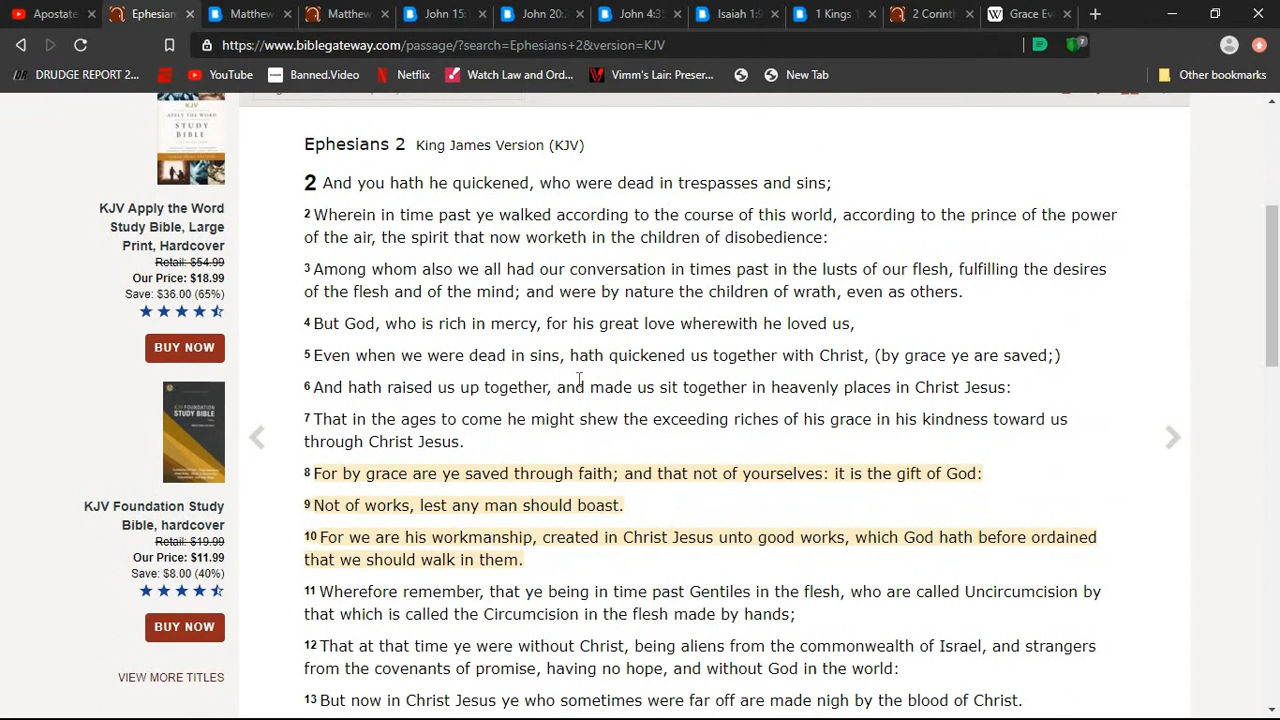 Apostate
Ephesian
Matthew
Matthew
John 15:1
John 20:2
John 4:35
Isaiah 1:9
1 Kings 1
Corinth
Grace Ev
https://www.biblegateway.com/passage/?search=Ephesians+2&version=KJV
7
DRUDGE REPORT 2... YouTube Banned.Video Netflix Watch Law and Ord... Vimm's Lair: Preser... New Tab Other bookmarks
KJV Apply the Word
Study Bible, Large
Print, Hardcover
Retail: $54.99
Our Price: $18.99
Save: $36.00 (65%)
BUY NOW
KJV Foundation Study
Bible, hardcover
Retail: $19.99
Our Price: $11.99
Save: $8.00 (40%)
BUY NOW
VIEW MORE TITLES
Ephesians 2 King James Version (KJV)
2 And you hath he quickened, who were dead in trespasses and sins;
2 Wherein in time past ye walked according to the course of this world, according to the prince of the power
of the air, the spirit that now worketh in the children of disobedience:
3 Among whom also we all had our conversation in times past in the lusts of our flesh, fulfilling the desires
of the flesh and of the mind; and were by nature the children of wrath, even as others.
4 But God, who is rich in mercy, for his great love wherewith he loved us,
5 Even when we were dead in sins, hath quickened us together with Christ, (by grace ye are saved;)
6 And hath raised us up together, and made us sit together in heavenly places in Christ Jesus:
7 That in the ages to come he might shew the exceeding riches of his grace in his kindness toward us
through Christ Jesus.
8 For by grace are ye saved through faith; and that not of yourselves: it is the gift of God:
9 Not of works, lest any man should boast.
10 For we are his workmanship, created in Christ Jesus unto good works, which God hath before ordained
that we should walk in them.
11 Wherefore remember, that ye being in time past Gentiles in the flesh, who are called Uncircumcision by
that which is called the Circumcision in the flesh made by hands;
12 That at that time ye were without Christ, being aliens from the commonwealth of Israel, and strangers
from the covenants of promise, having no hope, and without God in the world:
13 But now in Christ Jesus ye who sometimes were far off are made nigh by the blood of Christ.